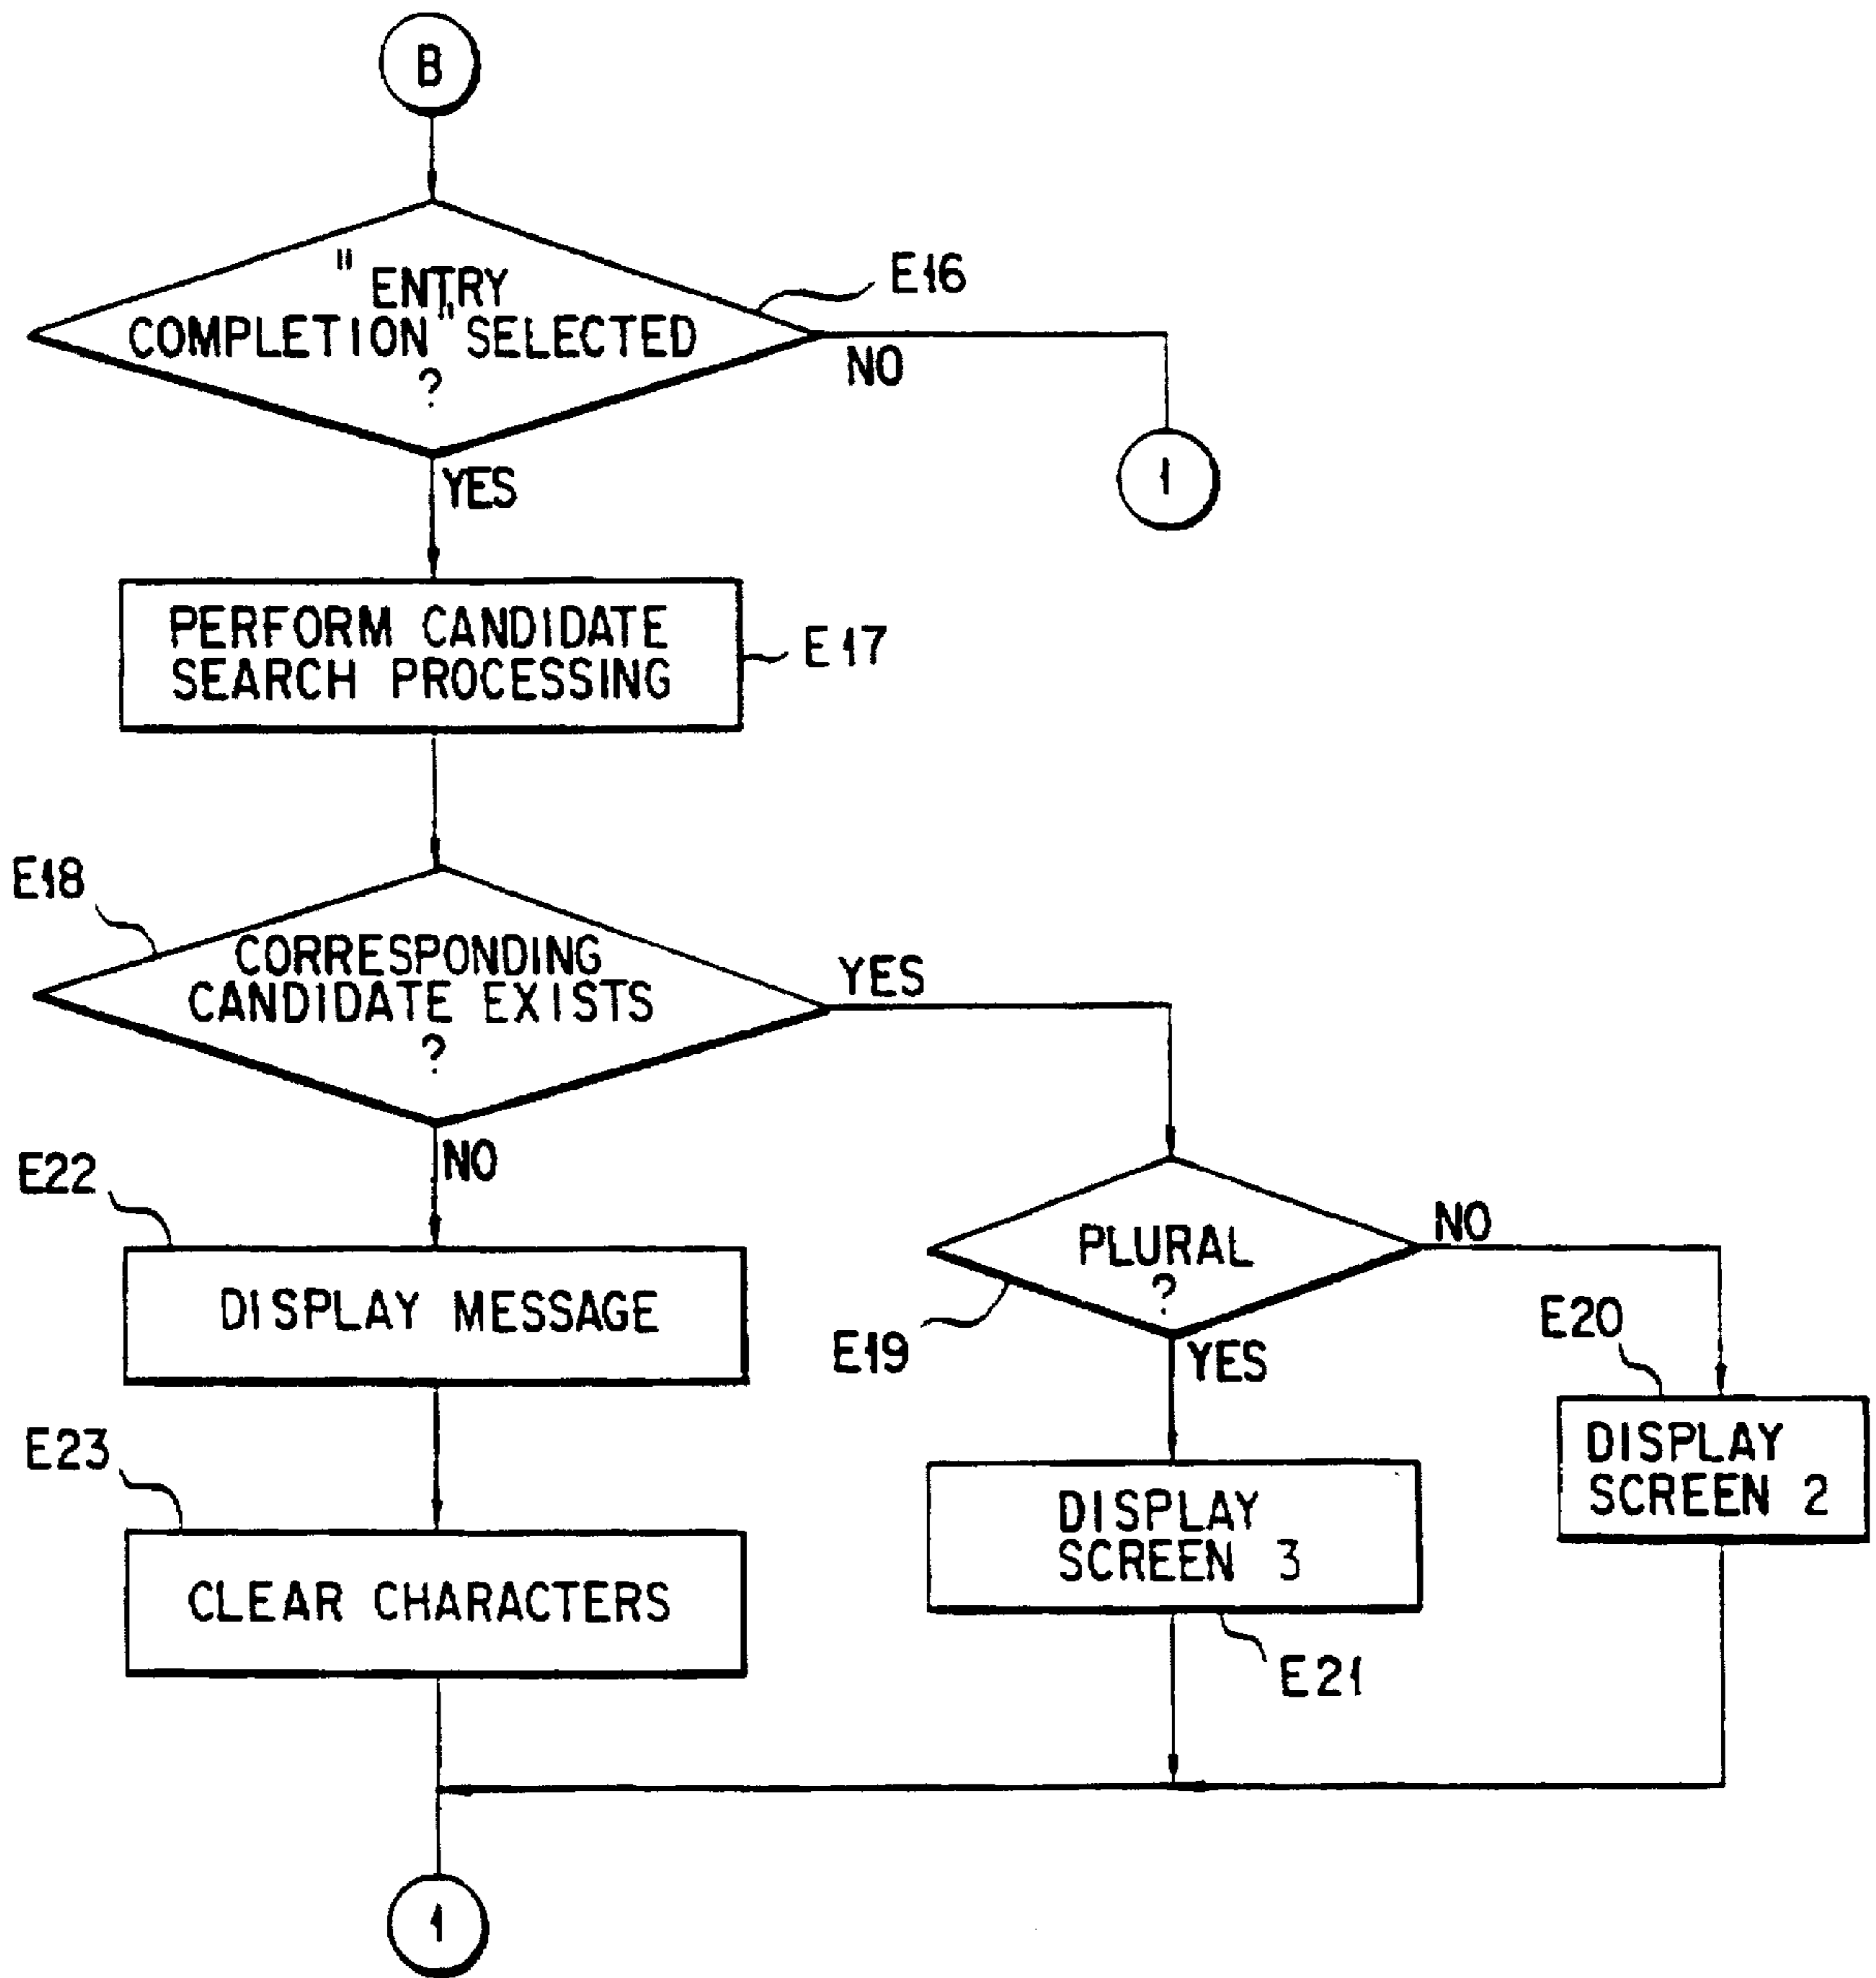 B
"ENTRY
COMPLETION" SELECTED
?
E16
NO
1
YES
PERFORM CANDIDATE
SEARCH PROCESSING
E17
E18
CORRESPONDING
CANDIDATE EXISTS
?
YES
NO
E22
DISPLAY MESSAGE
PLURAL
?
NO
E19
YES
E20
DISPLAY
SCREEN 2
E23
CLEAR CHARACTERS
DISPLAY
SCREEN 3
E21
1